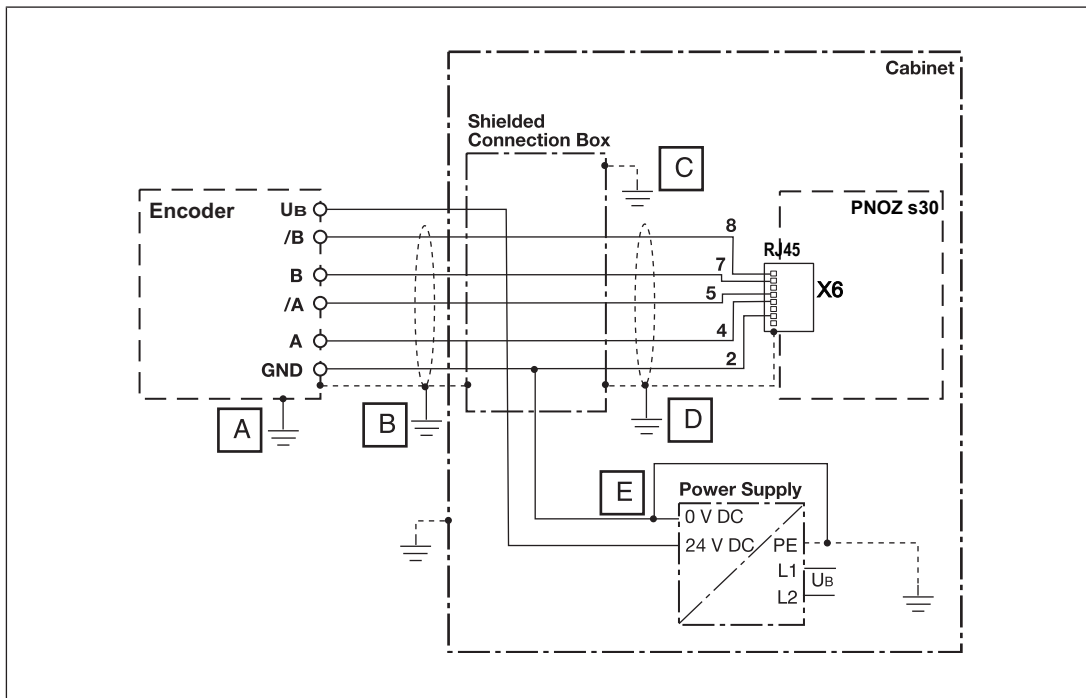 Cabinet
Shielded
Connection Box
C
Encoder
UB
/B
B
/A
A
GND
8
7
5
4
2
RJ45
X6
PNOZ s30
A
B
D
E
Power Supply
0 V DC
24 V DC
PE
L1
L2
UB